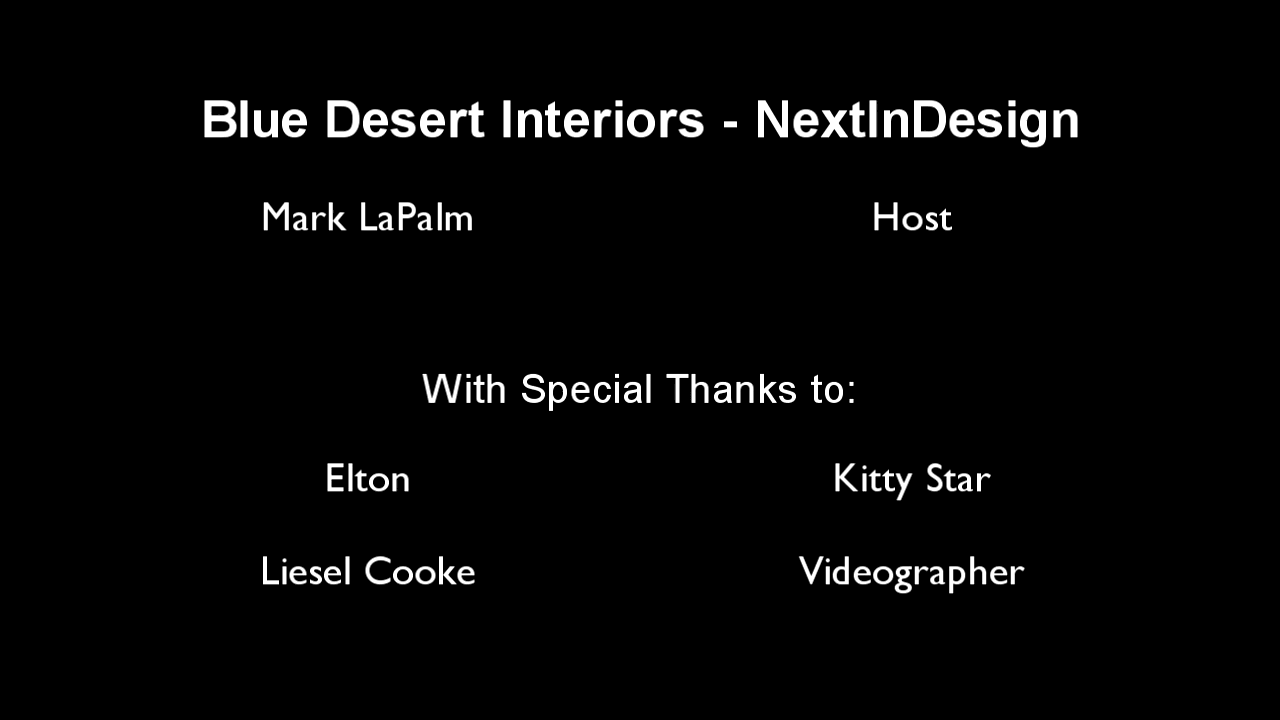 Blue Desert Interiors - NextInDesign
Mark LaPalm Host
With Special Thanks to:
Elton Kitty Star
Liesel Cooke Videographer